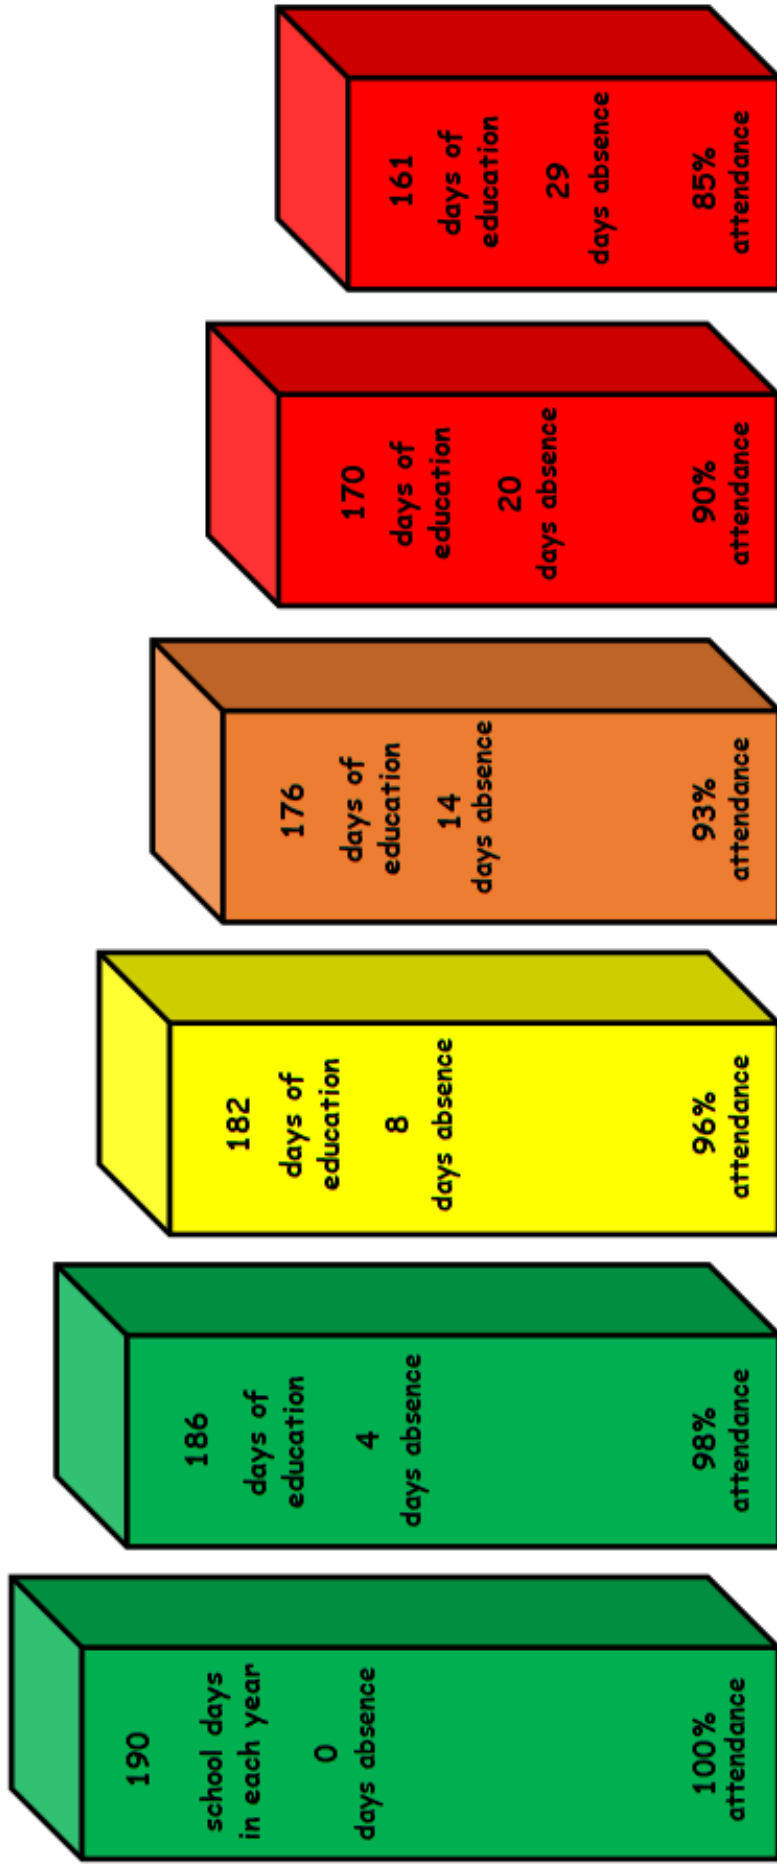 190
school days
in each year
0
days absence
100%
attendance
186
days of
education
4
days absence
98%
attendance
182
days of
education
8
days absence
96%
attendance
176
days of
education
14
days absence
93%
attendance
170
days of
education
20
days absence
90%
attendance
161
days of
education
29
days absence
85%
attendance